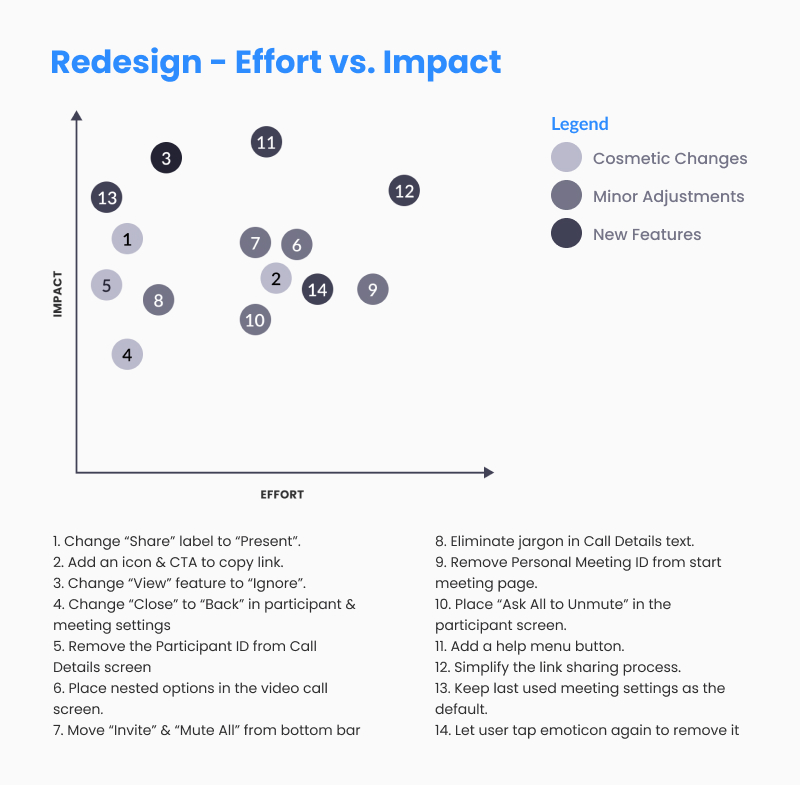 Redesign - Effort vs. Impact
Legend
Cosmetic Changes
Minor Adjustments
New Features
11
3
12
13
1
7
6
2
5
14
9
8
10
4
IMPACT
EFFORT
1. Change “Share” label to “Present”.
2. Add an icon & CTA to copy link.
3. Change “View” feature to “Ignore”.
4. Change “Close” to “Back” in participant &
meeting settings
5. Remove the Participant ID from Call
Details screen
6. Place nested options in the video call
screen.
7. Move “Invite” & “Mute All” from bottom bar
8. Eliminate jargon in Call Details text.
9. Remove Personal Meeting ID from start
meeting page.
10. Place “Ask All to Unmute” in the
participant screen.
11. Add a help menu button.
12. Simplify the link sharing process.
13. Keep last used meeting settings as the
default.
14. Let user tap emoticon again to remove it